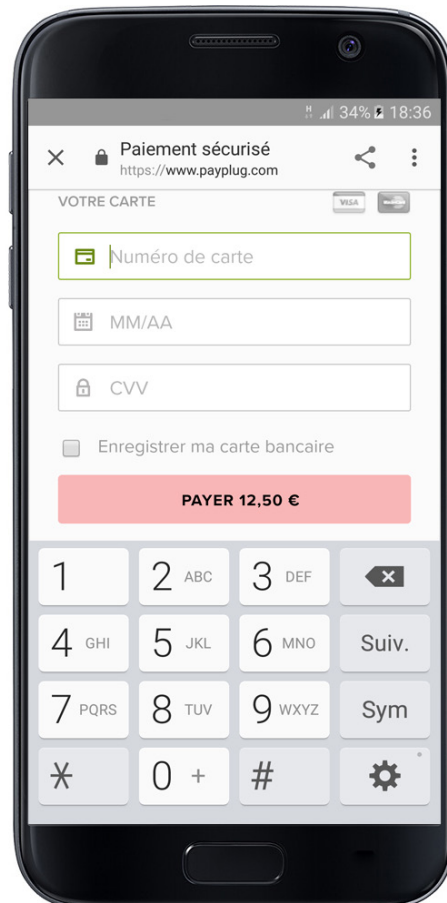 H 34% 18:36
Paiement sécurisé
https://www.payplug.com
VOTRE CARTE VISA
Numéro de carte
MM/AA
CVV
Enregistrer ma carte bancaire
PAYER 12,50 €
1 2 ABC 3 DEF
4 GHI 5 JKL 6 MNO Suiv.
7 PQRS 8 TUV 9 WXYZ Sym
* 0 + #